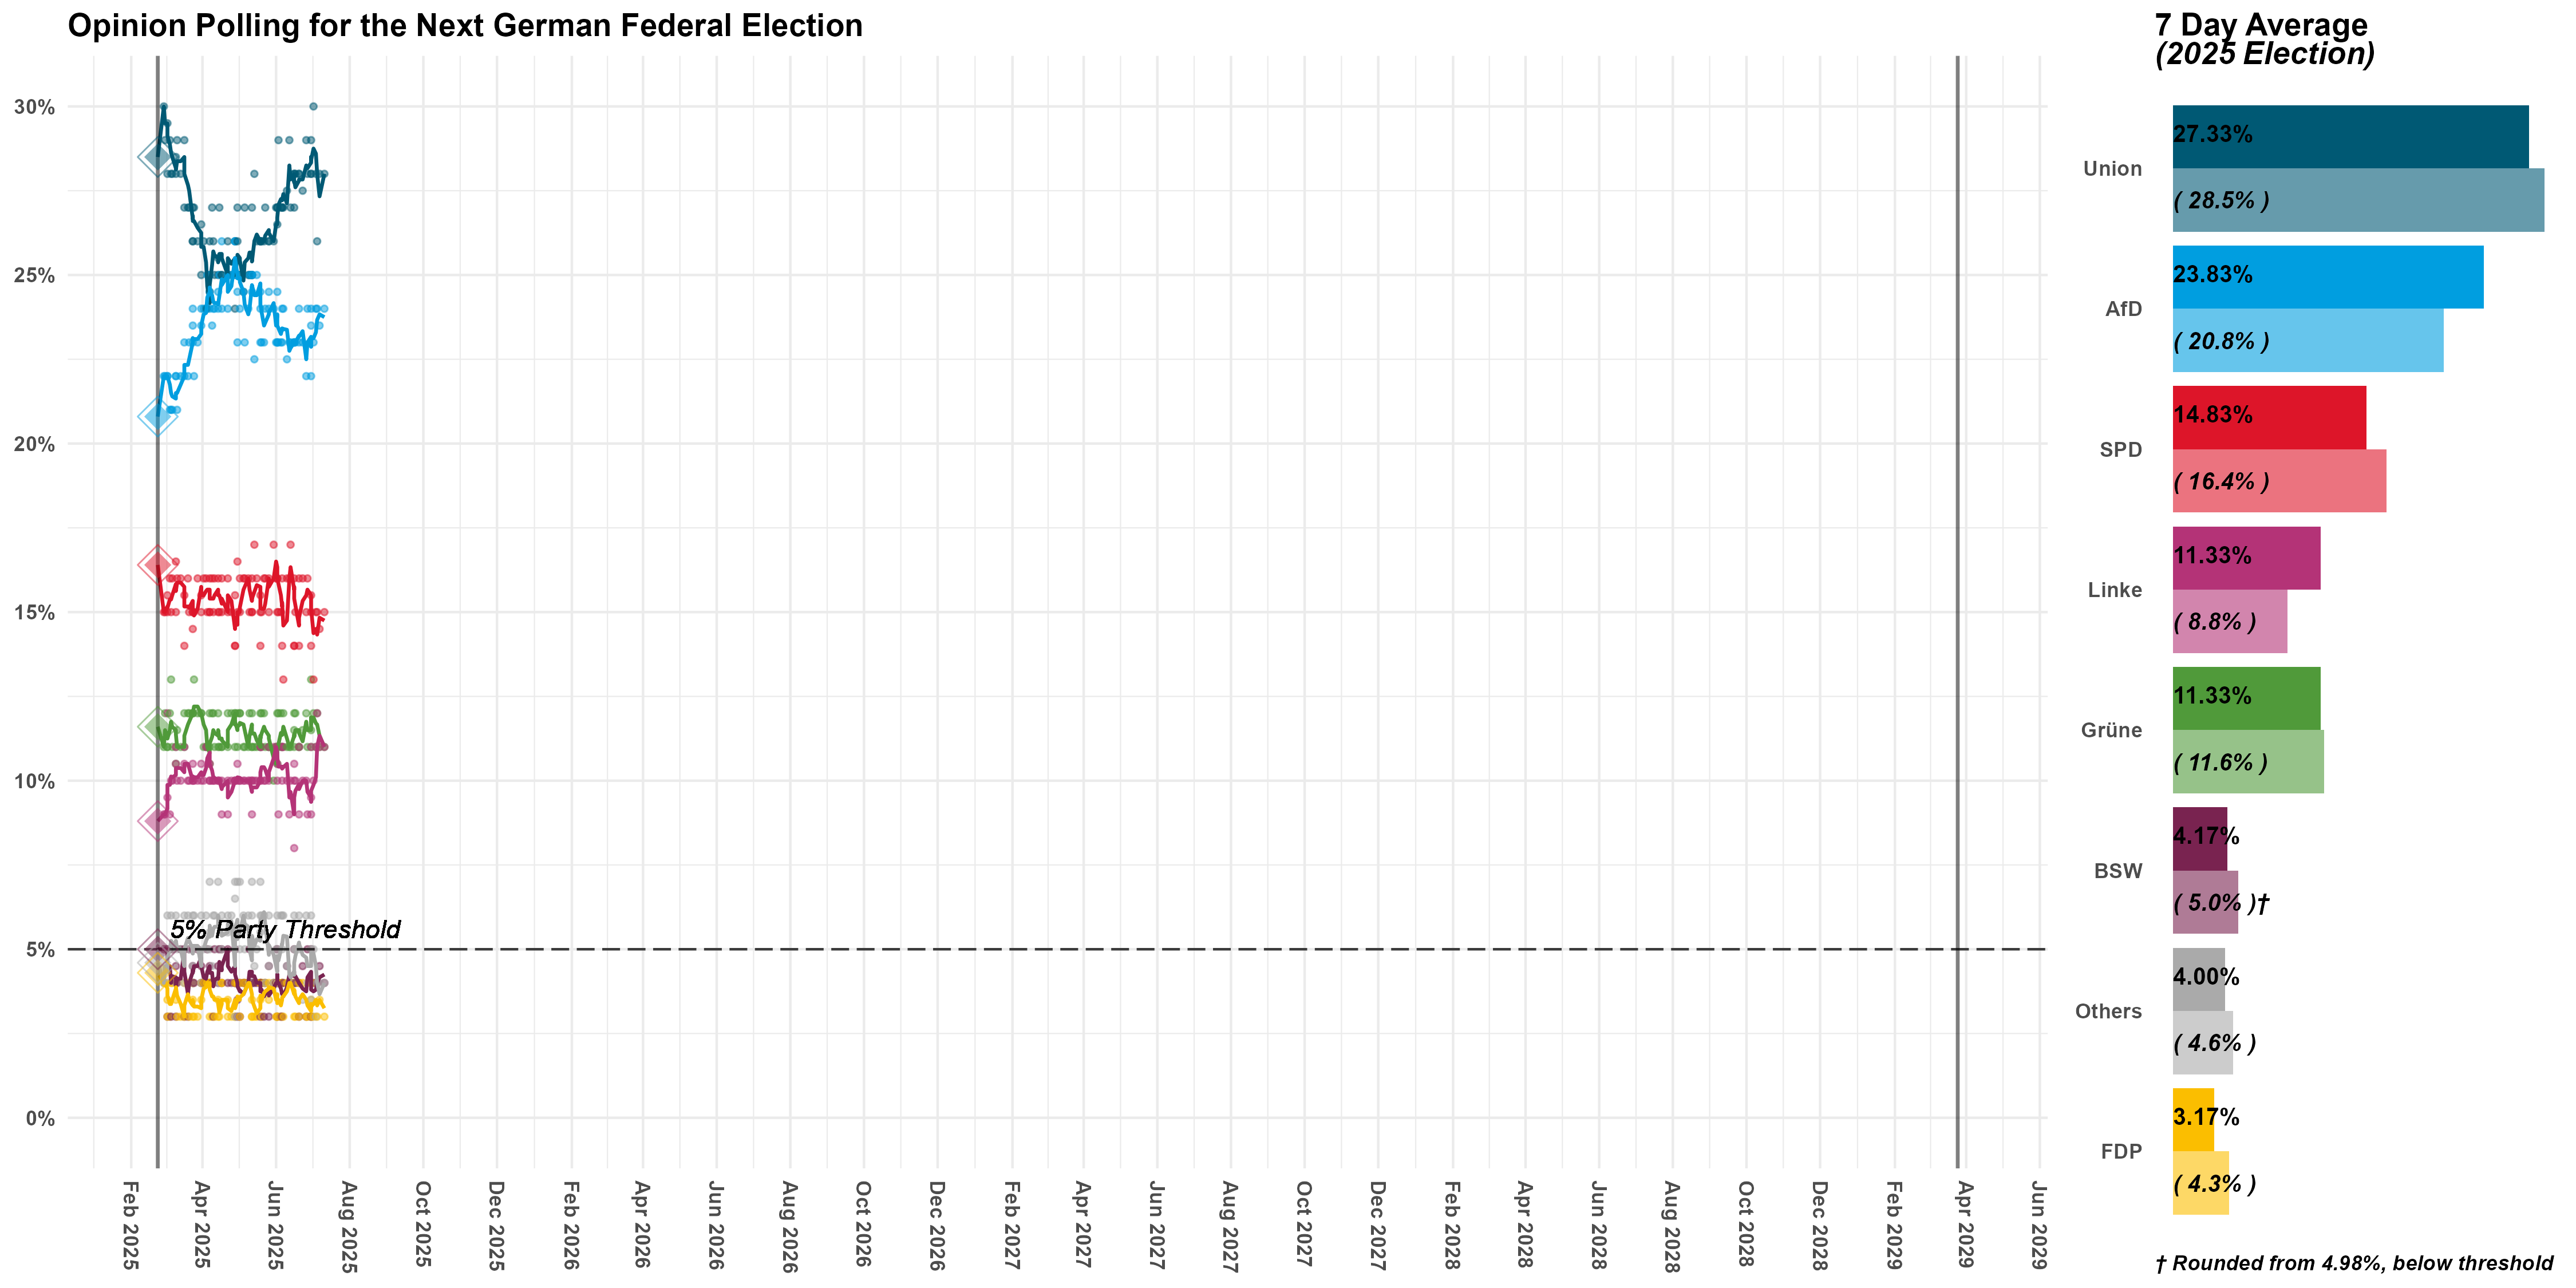 Opinion Polling for the Next German Federal Election
30%
25%
20%
15%
10%
5%
0%
5% Party Threshold
Feb 2025
Apr 2025
Jun 2025
Aug 2025
Oct 2025
Dec 2025
Feb 2026
Apr 2026
Jun 2026
Aug 2026
Oct 2026
Dec 2026
Feb 2027
Apr 2027
Jun 2027
Aug 2027
Oct 2027
Dec 2027
Feb 2028
Apr 2028
Jun 2028
Aug 2028
Oct 2028
Dec 2028
Feb 2029
Apr 2029
Jun 2029
7 Day Average
(2025 Election)
Union
27.33%
( 28.5% )
AfD
23.83%
( 20.8% )
SPD
14.83%
( 16.4% )
Linke
11.33%
( 8.8% )
Grüne
11.33%
( 11.6% )
BSW
4.17%
( 5.0% )†
Others
4.00%
( 4.6% )
FDP
3.17%
( 4.3% )
† Rounded from 4.98%, below threshold